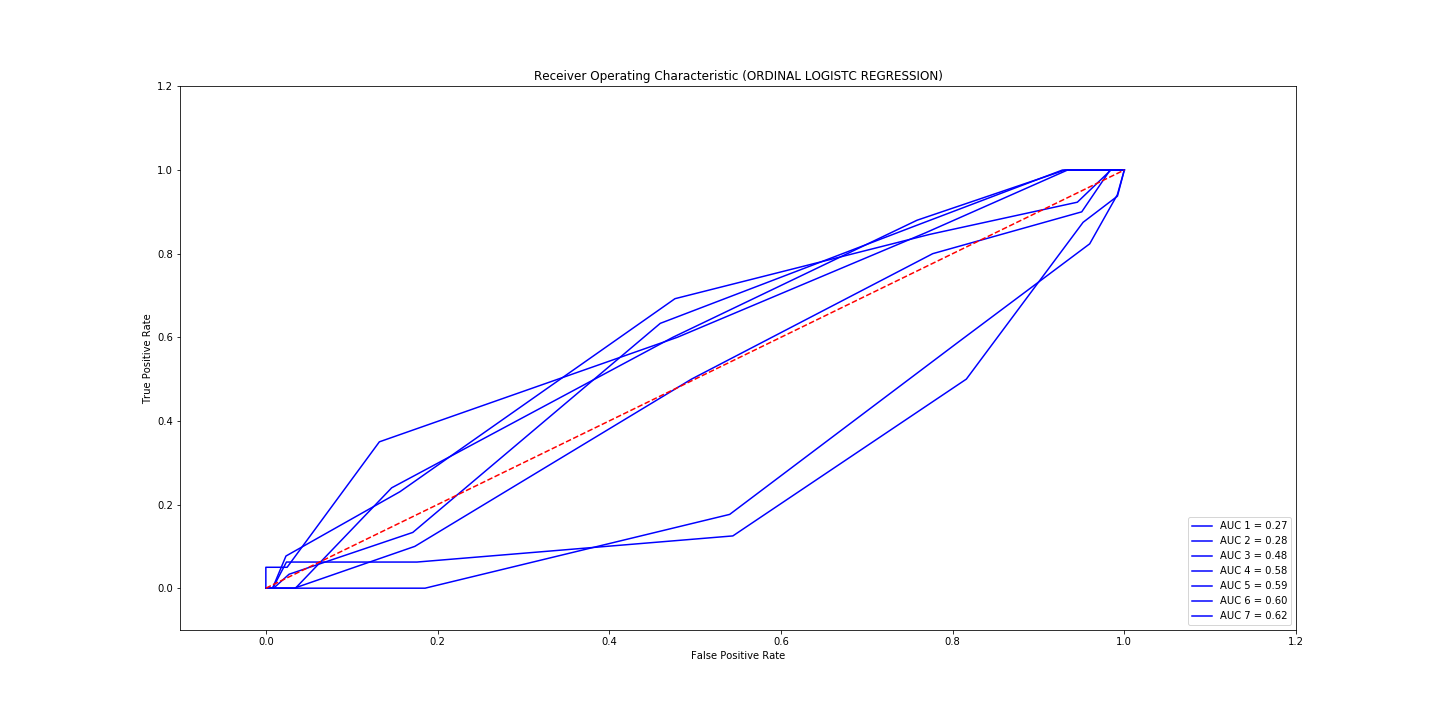 Receiver Operating Characteristic (ORDINAL LOGISTC REGRESSION)
1.2
1.0
0.8
0.6
0.4
0.2
0.0
True Positive Rate
AUC 1 = 0.27
AUC 2 = 0.28
AUC 3 = 0.48
AUC 4 = 0.58
AUC 5 = 0.59
AUC 6 = 0.60
AUC 7 = 0.62
0.0 0.2 0.4 0.6 0.8 1.0 1.2
False Positive Rate